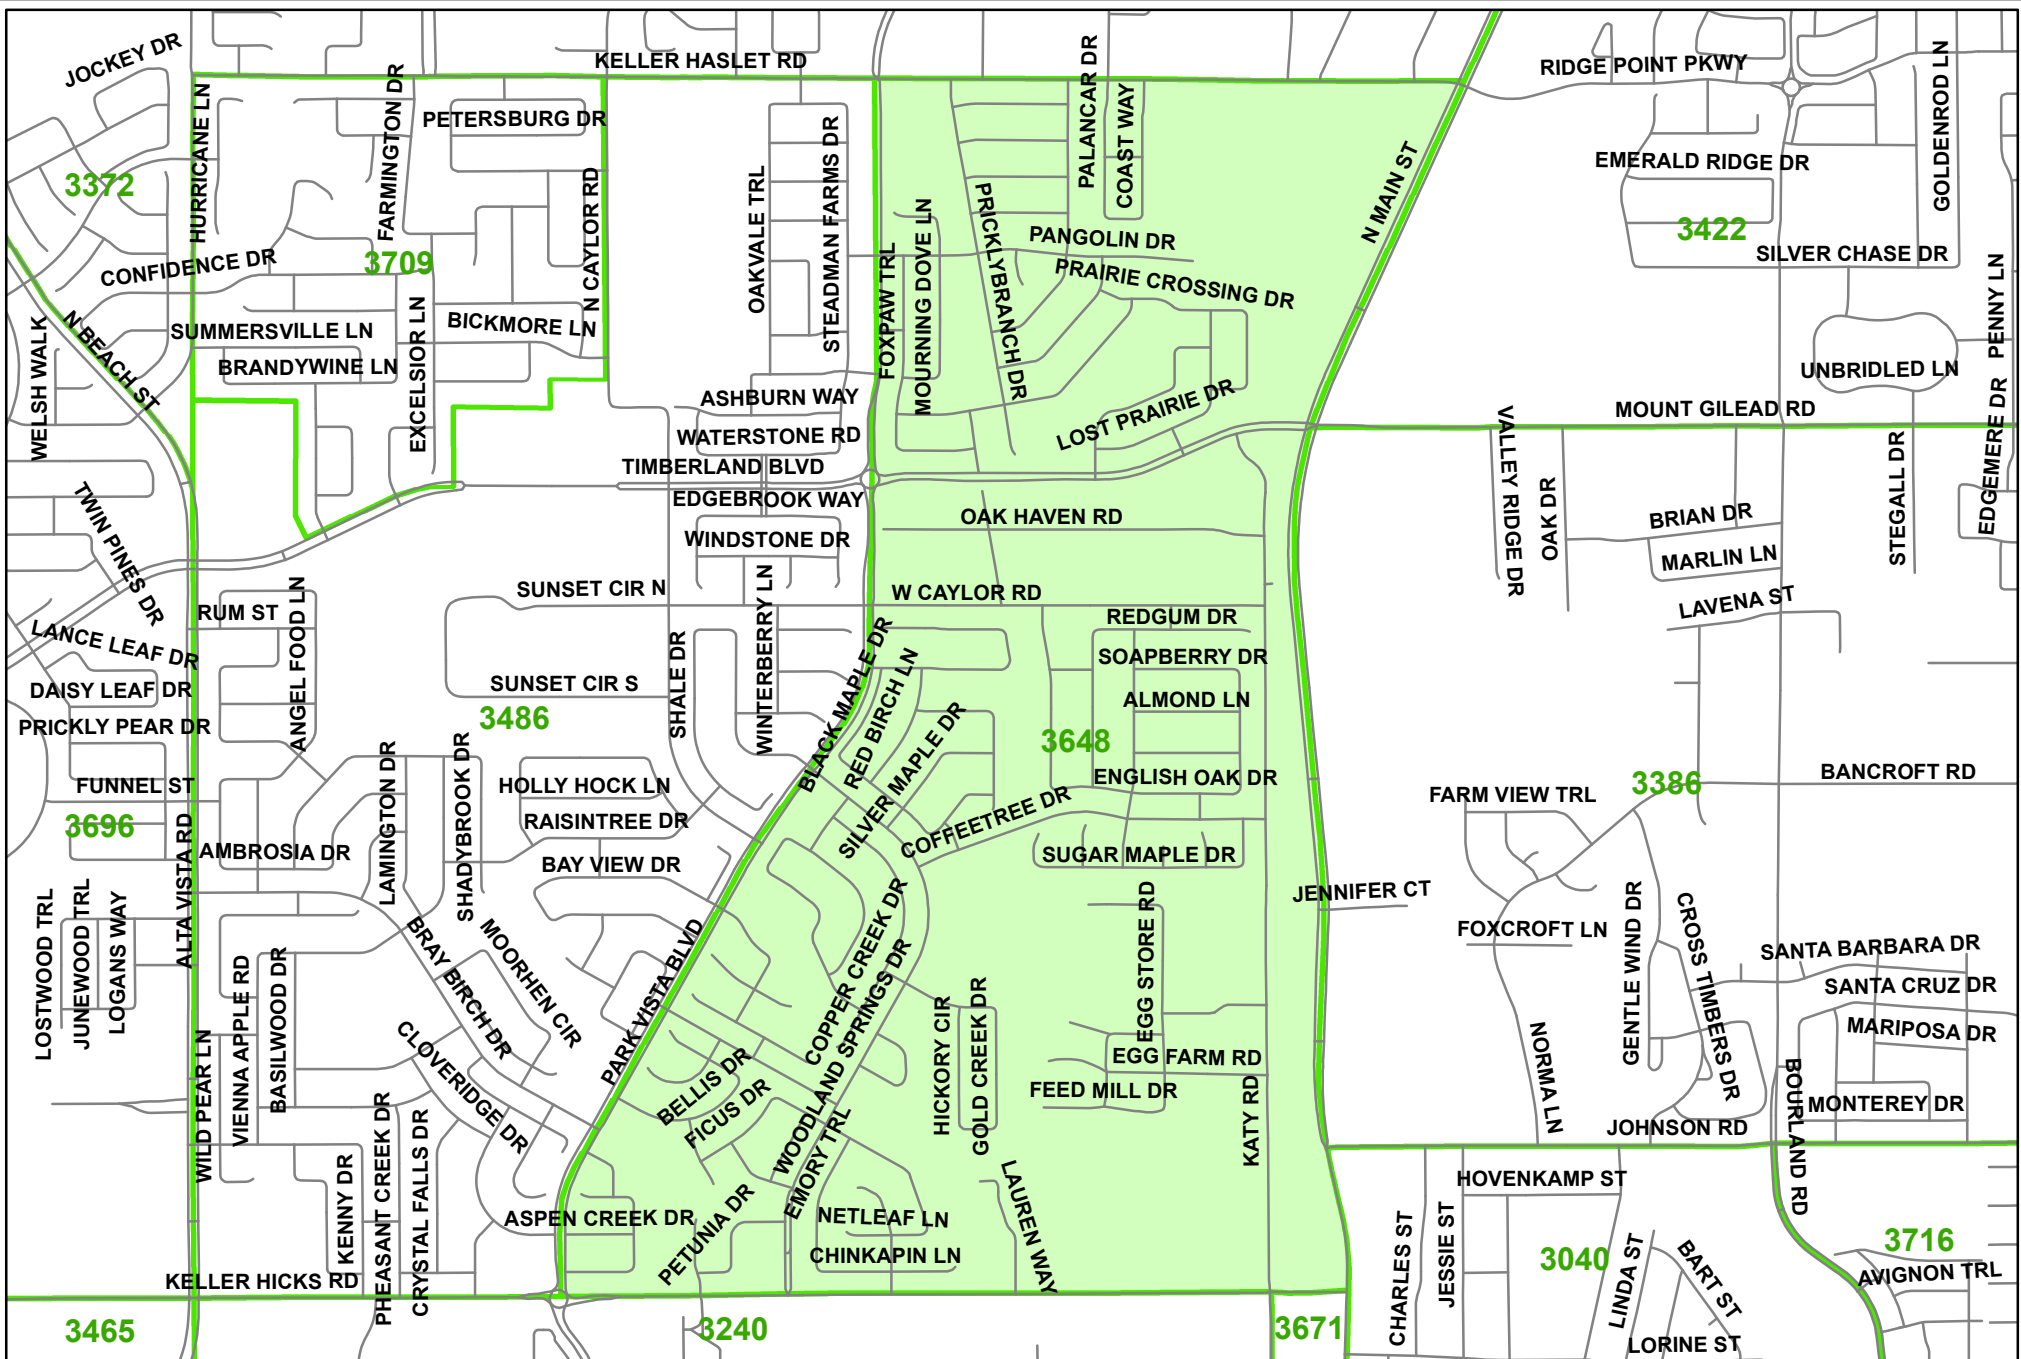 JOCKEY DR
KELLER HASLET RD
RIDGE POINT PKWY
GOLDENROD LN
HURRICANE LN
FARMINGTON DR
PETERSBURG DR
PALANCAR DR
COAST WAY
N MAIN ST
EMERALD RIDGE DR
3372
OAKVALE TRL
STEADMAN FARMS DR
N CAYLOR RD
3422
PRICKLYBRANCH DR
PANGOLIN DR
SILVER CHASE DR
CONFIDENCE DR
3709
FOXPAW TRL
MOURNING DOVE LN
PRAIRIE CROSSING DR
PENNY LN
N BEACH ST
SUMMERSVILLE LN
EXCELSIOR LN
BICKMORE LN
WELSH WALK
BRANDYWINE LN
UNBRIDLED LN
ASHBURN WAY
LOST PRAIRIE DR
MOUNT GILEAD RD
EDGEMERE DR
WATERSTONE RD
TIMBERLAND BLVD
VALLEY RIDGE DR
OAK DR
STEGALL DR
EDGEMERE DR
EDGEBROOK WAY
OAK HAVEN RD
BRIAN DR
TWIN PINES DR
WINDSTONE DR
MARLIN LN
SUNSET CIR N
W CAYLOR RD
LAVENA ST
RUM ST
ANGEL FOOD LN
WINTERBERRY LN
REDGUM DR
LANCE LEAF DR
SHALE DR
BLACK MAPLE DR
RED BIRCH LN
SOAPBERRY DR
DAISY LEAF DR
SUNSET CIR S
ALMOND LN
PRICKLY PEAR DR
3486
SILVER MAPLE DR
3648
FUNNEL ST
LAMINGTON DR
SHADYBROOK DR
HOLLY HOCK LN
ENGLISH OAK DR
3386
BANCROFT RD
FARM VIEW TRL
3696
ALTA VISTA RD
RAISINTREE DR
COFFEETREE DR
AMBROSIA DR
BAY VIEW DR
SUGAR MAPLE DR
JENNIFER CT
LOSTWOOD TRL
JUNEWOOD TRL
LOGANS WAY
BRAY BIRCH DR
MOORHEN CIR
PARK VISTA BLVD
COPPER CREEK DR
EGG STORE RD
FOXCROFT LN
GENTLE WIND DR
CROSS TIMBERS DR
SANTA BARBARA DR
VIENNA APPLE RD
BASILWOOD DR
WOODLAND SPRINGS DR
HICKORY CIR
GOLD CREEK DR
SANTA CRUZ DR
MARIPOSA DR
CLOVERIDGE DR
NORMA LN
WILD PEAR LN
BELLIS DR
EGG FARM RD
FICUS DR
FEED MILL DR
KATY RD
BOURLAND RD
MONTEREY DR
JOHNSON RD
EMORY TRL
KENNY DR
PHEASANT CREEK DR
CRYSTAL FALLS DR
LAUREN WAY
HOVENKAMP ST
ASPEN CREEK DR
PETUNIA DR
NETLEAF LN
CHINKAPIN LN
CHARLES ST
JESSIE ST
3040
LINDA ST
BART ST
3716
AVIGNON TRL
KELLER HICKS RD
3465
3240
3671
LORINE ST